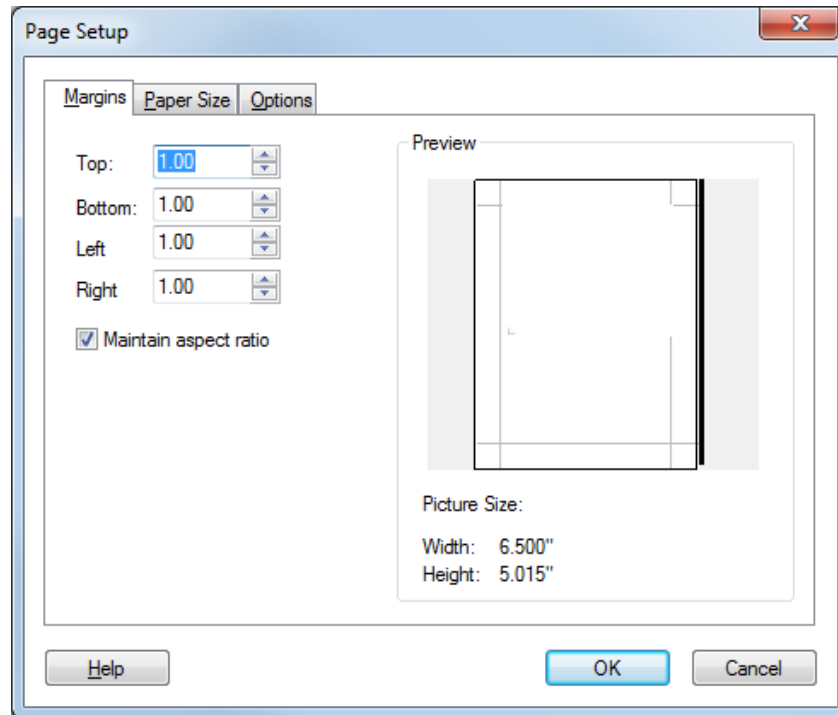 Page Setup
Margins Paper Size Options
Top: 1.00
Bottom: 1.00
Left 1.00
Right 1.00
Maintain aspect ratio
Preview
Picture Size:
Width: 6.500"
Height: 5.015"
Help OK Cancel